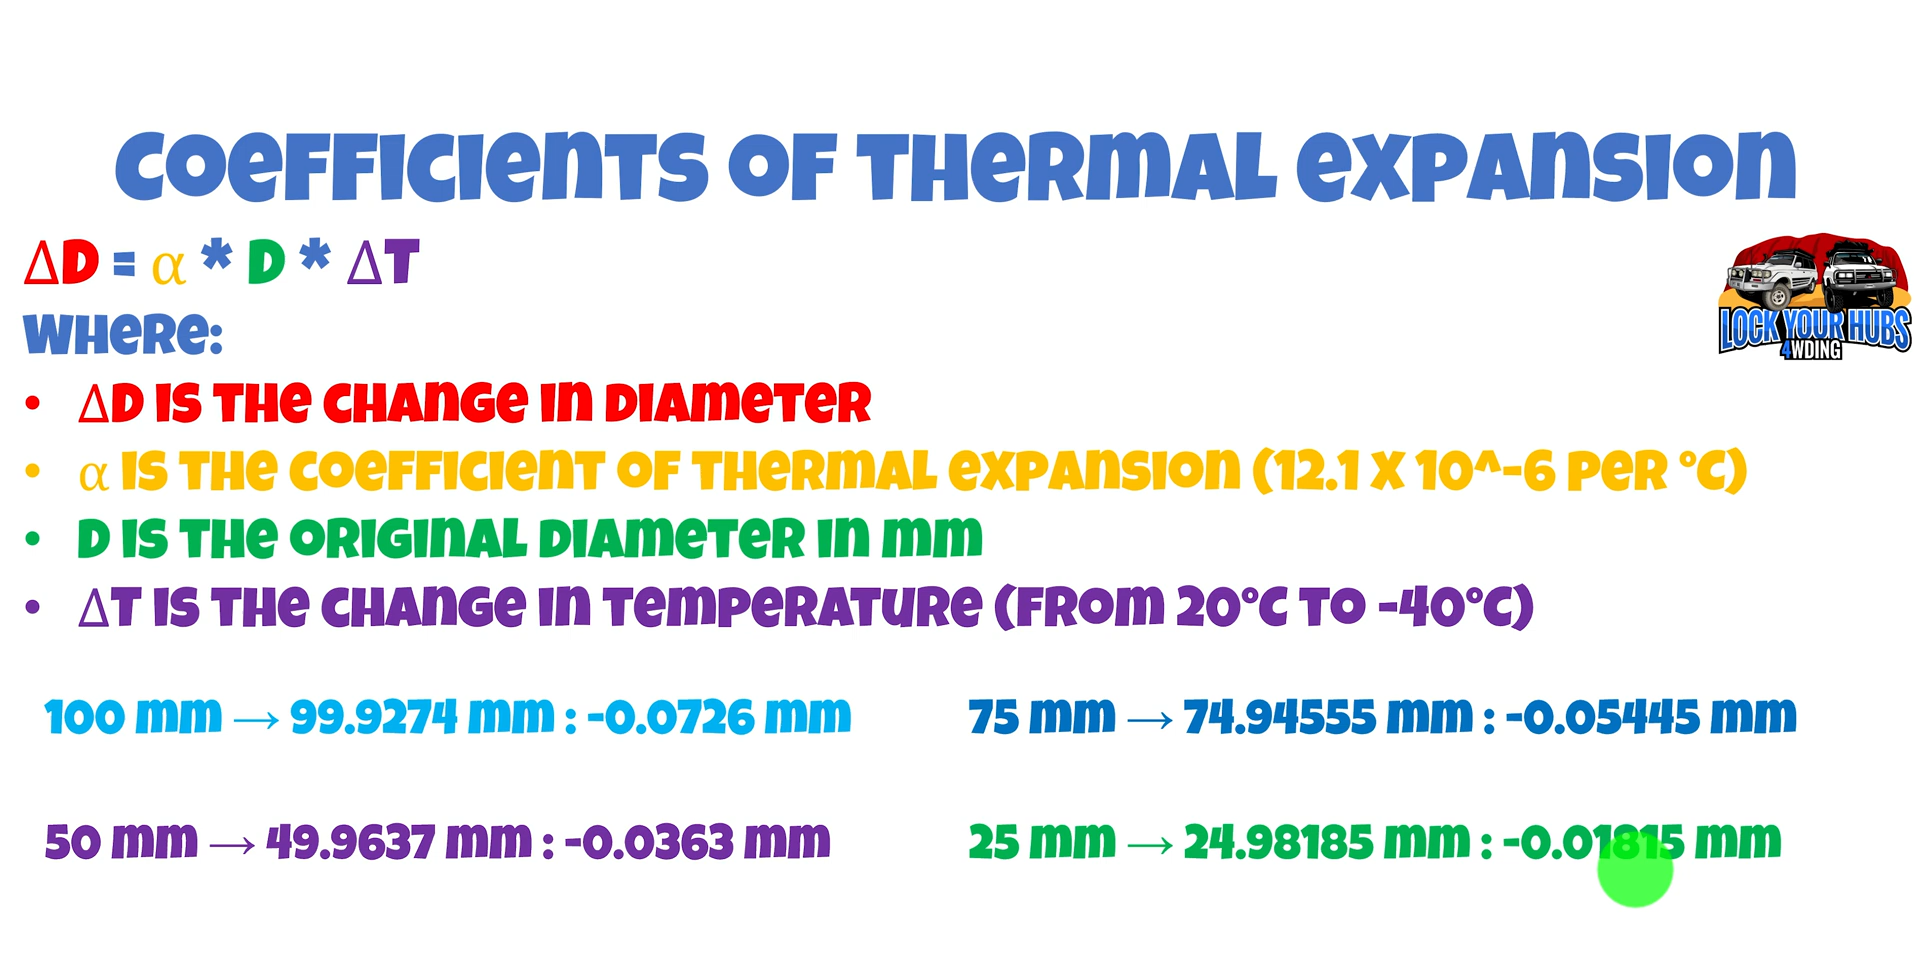 Coefficients of Thermal Expansion
ΔD = α * D * ΔT
Where:
• ΔD is the change in diameter
• α is the coefficient of thermal expansion (12.1 x 10^-6 per °C)
• D is the original diameter in mm
• ΔT is the change in temperature (from 20°C to -40°C)
LOCK YOUR HUBS
4WDING
100 mm → 99.9274 mm : -0.0726 mm
75 mm → 74.94555 mm : -0.05445 mm
50 mm → 49.9637 mm : -0.0363 mm
25 mm → 24.98185 mm : -0.01815 mm